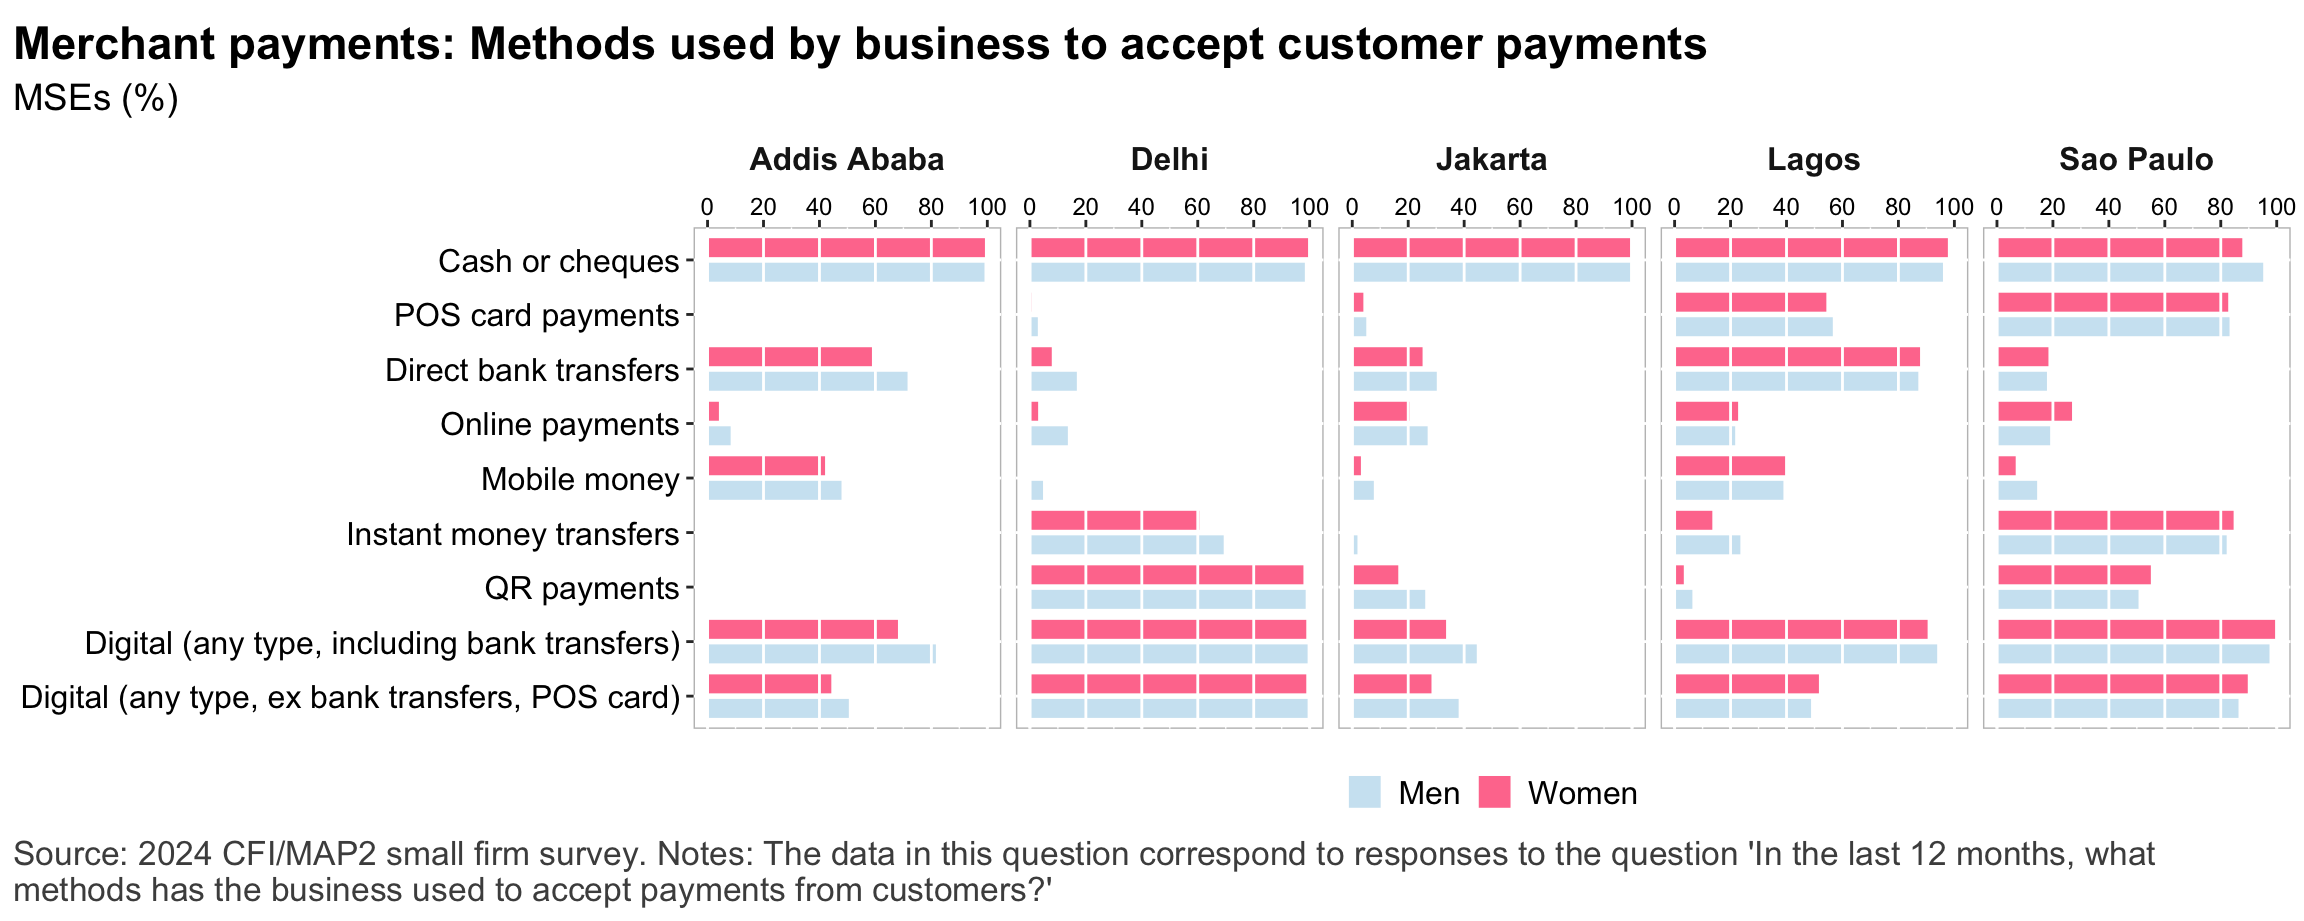 Merchant payments: Methods used by business to accept customer payments
MSEs (%)
Addis Ababa Delhi Jakarta Lagos Sao Paulo
0 20 40 60 80 100 0 20 40 60 80 100 0 20 40 60 80 100 0 20 40 60 80 100 0 20 40 60 80 100
Cash or cheques
POS card payments
Direct bank transfers
Online payments
Mobile money
Instant money transfers
QR payments
Digital (any type, including bank transfers)
Digital (any type, ex bank transfers, POS card)
Men Women
Source: 2024 CFI/MAP2 small firm survey. Notes: The data in this question correspond to responses to the question 'In the last 12 months, what
methods has the business used to accept payments from customers?'